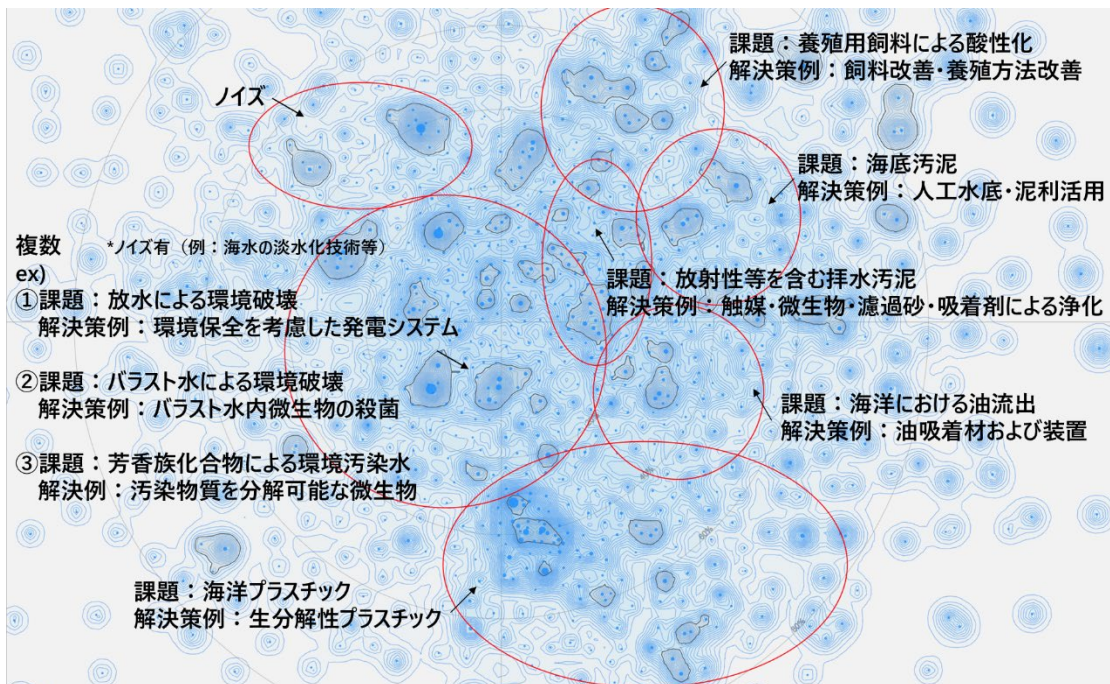 課題：養殖用飼料による酸性化
解決策例：飼料改善・養殖方法改善
ノイズ
課題：海底汚泥
解決策例：人工水底・泥利活用
複数 *ノイズ有（例：海水の淡水化技術等）
ex)
①課題：放水による環境破壊
解決策例：環境保全を考慮した発電システム
②課題：バラスト水による環境破壊
解決策例：バラスト水内微生物の殺菌
③課題：芳香族化合物による環境汚染水
解決例：汚染物質を分解可能な微生物
課題：放射性等を含む拝水汚泥
解決策例：触媒・微生物・濾過砂・吸着剤による浄化
課題：海洋における油流出
解決策例：油吸着材および装置
課題：海洋プラスチック
解決策例：生分解性プラスチック